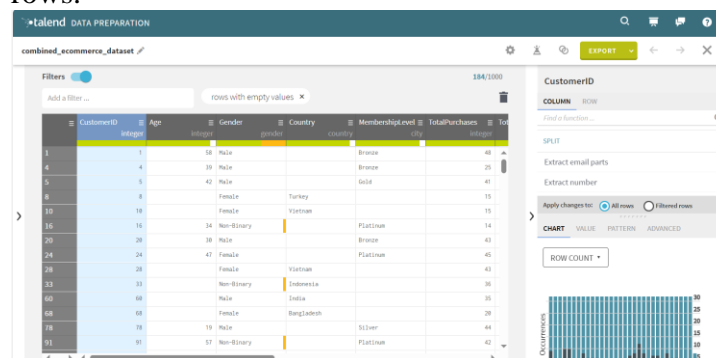 rows.
talend DATA PREPARATION
combined_ecommerce_dataset
EXPORT
Filters 184/1000
Add a filter ...
rows with empty values ×
CustomerID Age Gender Country MembershipLevel TotalPurchases Tot
integer integer gender country city integer
1 1 58 Male Bronze 48
4 4 39 Male Bronze 25
5 5 42 Male Gold 41
8 8 Female Turkey 15
10 10 Female Vietnam 15
16 16 34 Non-Binary Platinum 14
20 20 30 Male Bronze 43
24 24 47 Female Platinum 45
28 28 Female Vietnam 43
33 33 Non-Binary Indonesia 36
60 60 Male India 35
68 68 Female Bangladesh 20
78 78 19 Male Silver 44
91 91 57 Non-Binary Platinum 42
CustomerID
COLUMN ROW
Find a function...
SPLIT
Extract email parts
Extract number
Apply changes to: All rows Filtered rows
CHART VALUE PATTERN ADVANCED
ROW COUNT
Occurrences
30
25
20
15
10